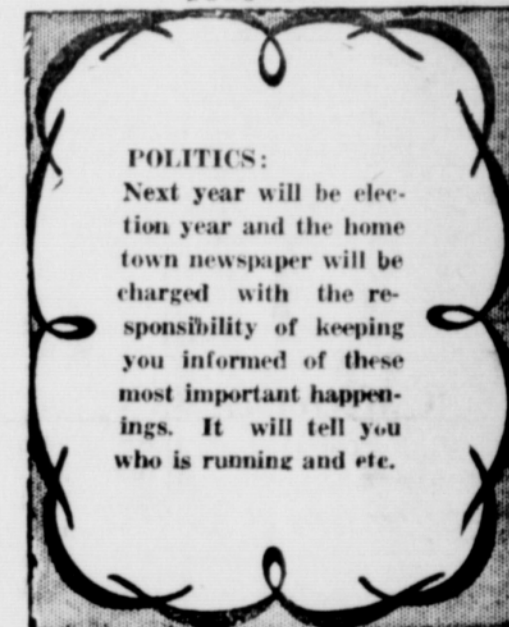 POLITICS:
Next year will be elec-
tion year and the home
town newspaper will be
charged with the re-
sponsibility of keeping
you informed of these
most important happen-
ings. It will tell you
who is running and etc.